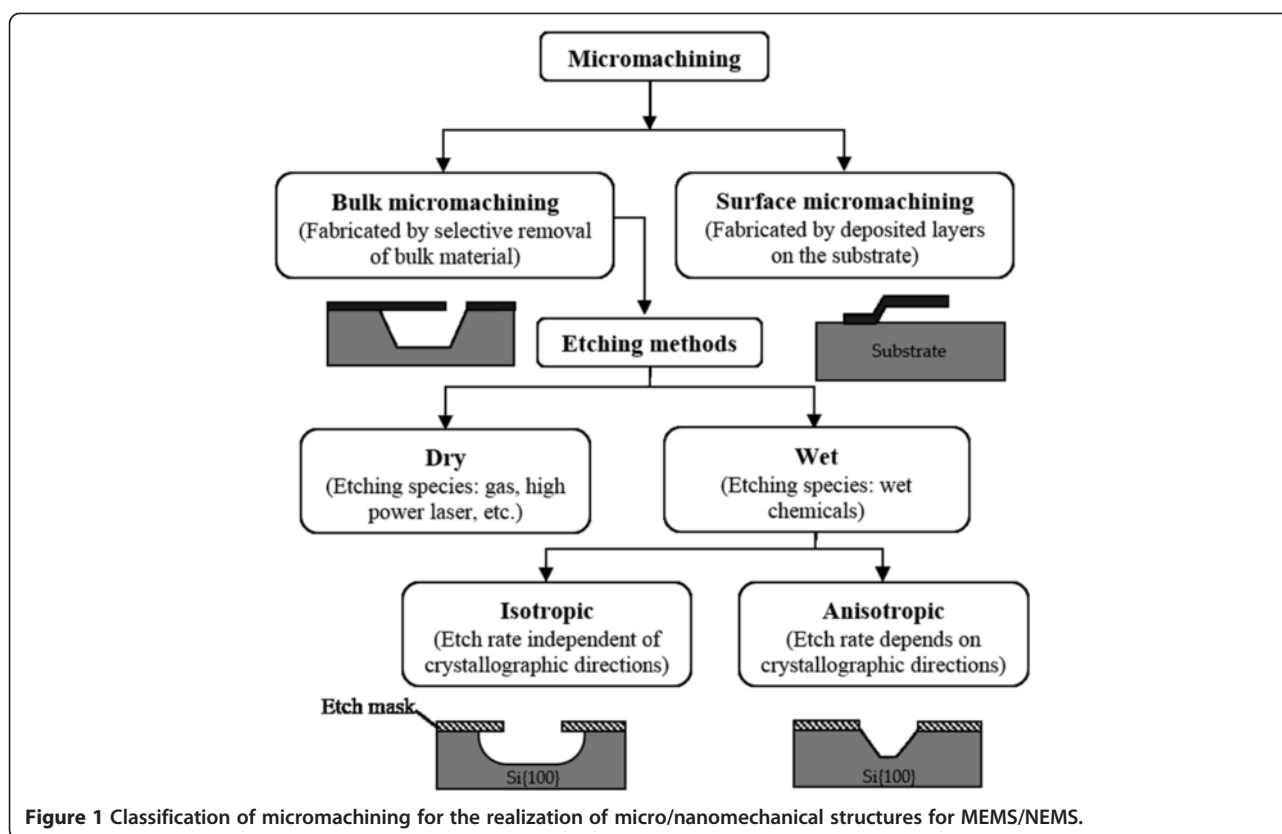 Micromachining
Bulk micromachining
(Fabricated by selective removal
of bulk material)
Surface micromachining
(Fabricated by deposited layers
on the substrate)
Etching methods
Substrate
Dry
(Etching species: gas, high
power laser, etc.)
Wet
(Etching species: wet
chemicals)
Isotropic
(Etch rate independent of
crystallographic directions)
Anisotropic
(Etch rate depends on
crystallographic directions)
Etch mask
Si{100}
Si{100}
Figure 1 Classification of micromachining for the realization of micro/nanomechanical structures for MEMS/NEMS.